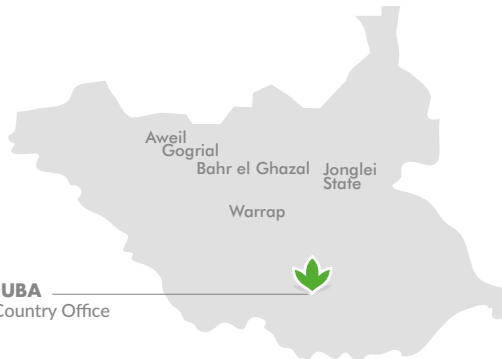 Aweil
Gogrial
Bahr el Ghazal
Jonglei
State
Warrap
UBA
Country Office